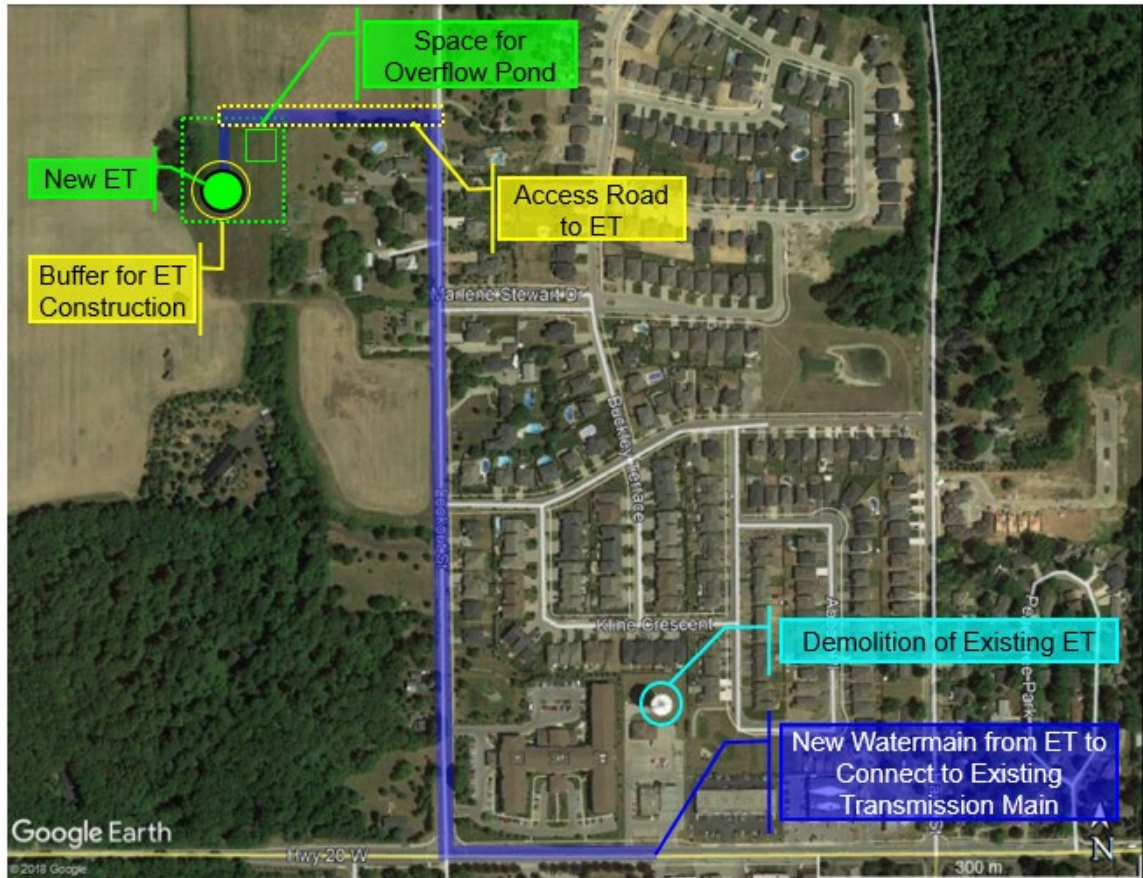 Space for
Overflow Pond
New ET
Access Road
to ET
Buffer for ET
Construction
Marlene Stewart Dr
Buckley Terrace
Lookout St
Kline Crescent
Demolition of Existing ET
New Watermain from ET to
Connect to Existing
Transmission Main
Google Earth
Hwy 20 W
© 2018 Google
300 m
N